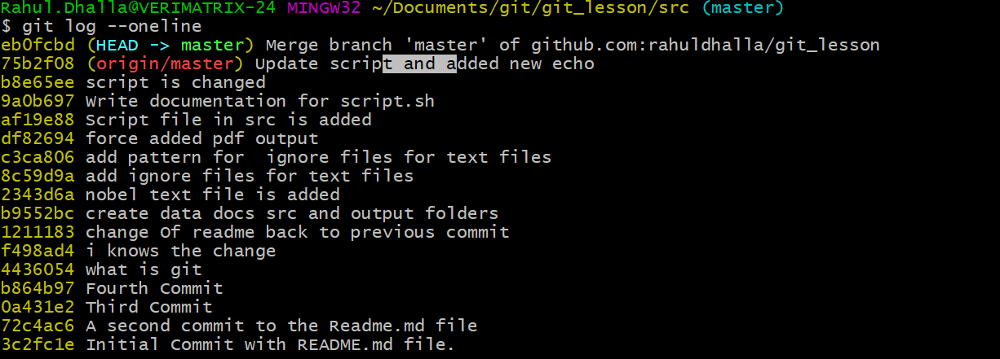 Rahul.Dhalla@VERIMATRIX-24 MINGW32 ~/Documents/git/git_lesson/src (master)
$ git log --oneline
eb0fcbd (HEAD -> master) Merge branch 'master' of github.com:rahuldhalla/git_lesson
75b2f08 (origin/master) Update script and added new echo
b8e65ee script is changed
9a0b697 Write documentation for script.sh
af19e88 Script file in src is added
df82694 force added pdf output
c3ca806 add pattern for  ignore files for text files
8c59d9a add ignore files for text files
2343d6a nobel text file is added
b9552bc create data docs src and output folders
1211183 change Of readme back to previous commit
f498ad4 i knows the change
4436054 what is git
b864b97 Fourth Commit
0a431e2 Third Commit
72c4ac6 A second commit to the Readme.md file
3c2fc1e Initial Commit with README.md file.